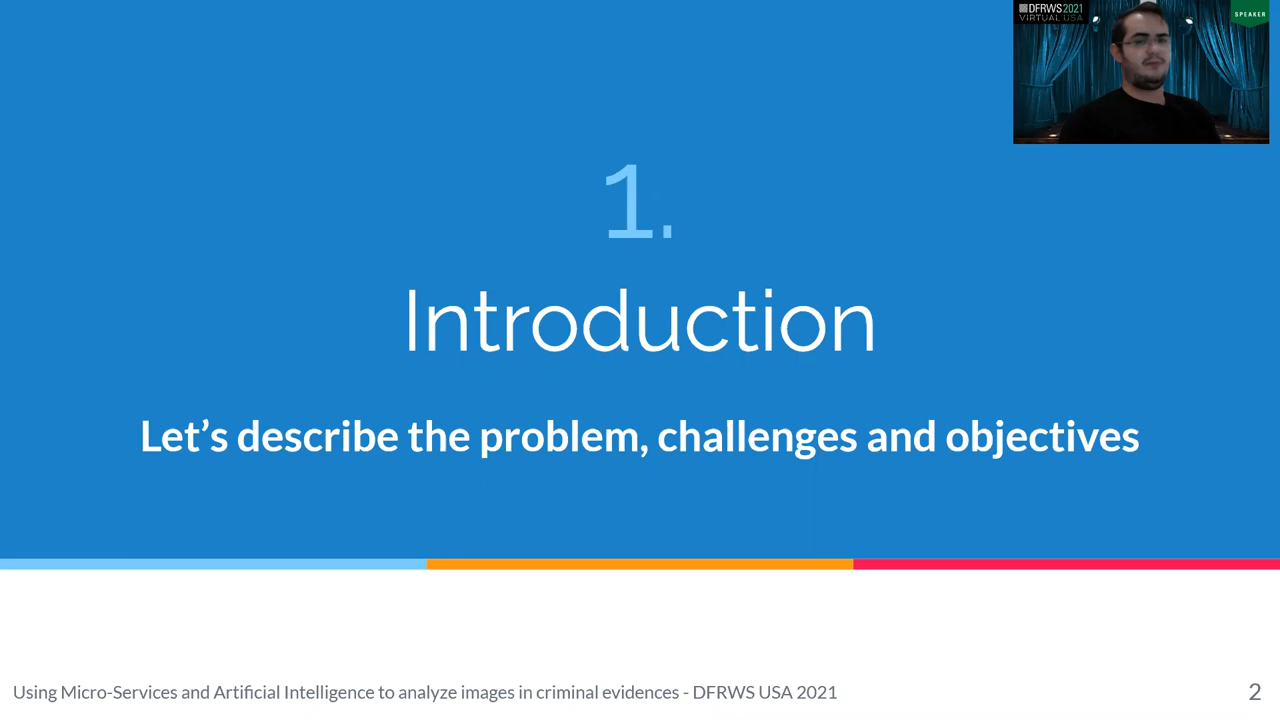 DFRWS2021
VIRTUAL USA
SPEAKER
1.
Introduction
Let’s describe the problem, challenges and objectives
Using Micro-Services and Artificial Intelligence to analyze images in criminal evidences - DFRWS USA 2021
2